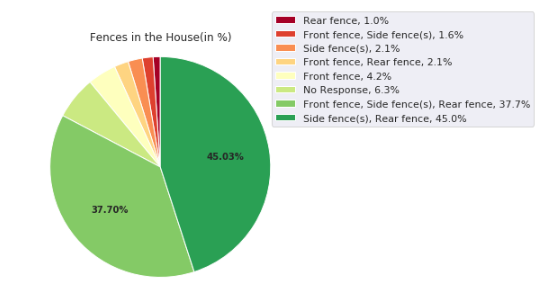 Fences in the House(in %)
Rear fence, 1.0%
Front fence, Side fence(s), 1.6%
Side fence(s), 2.1%
Front fence, Rear fence, 2.1%
Front fence, 4.2%
No Response, 6.3%
Front fence, Side fence(s), Rear fence, 37.7%
Side fence(s), Rear fence, 45.0%
45.03%
37.70%